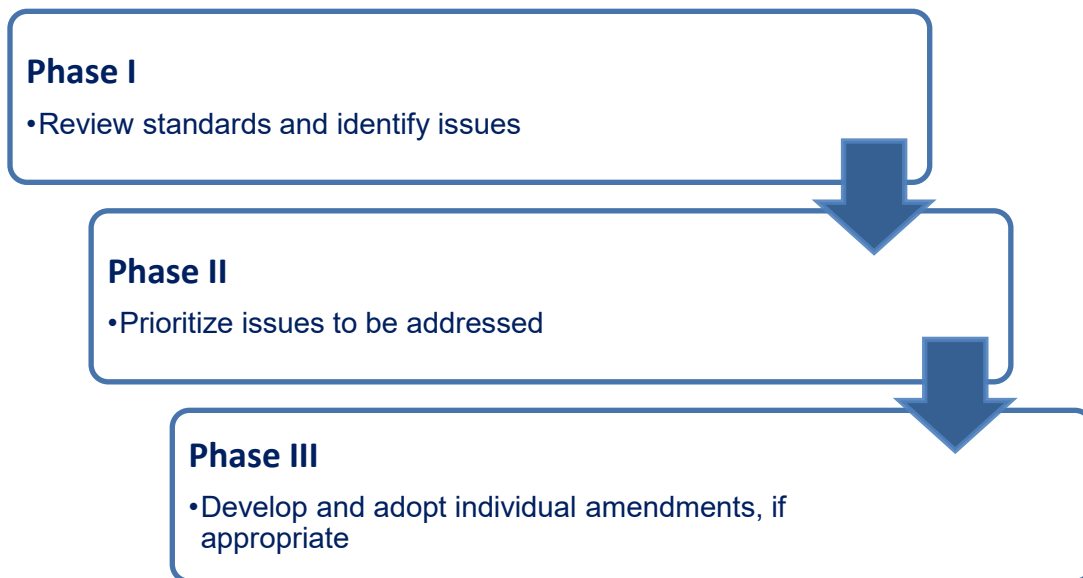 Phase I
•Review standards and identify issues
Phase II
•Prioritize issues to be addressed
Phase III
•Develop and adopt individual amendments, if
appropriate